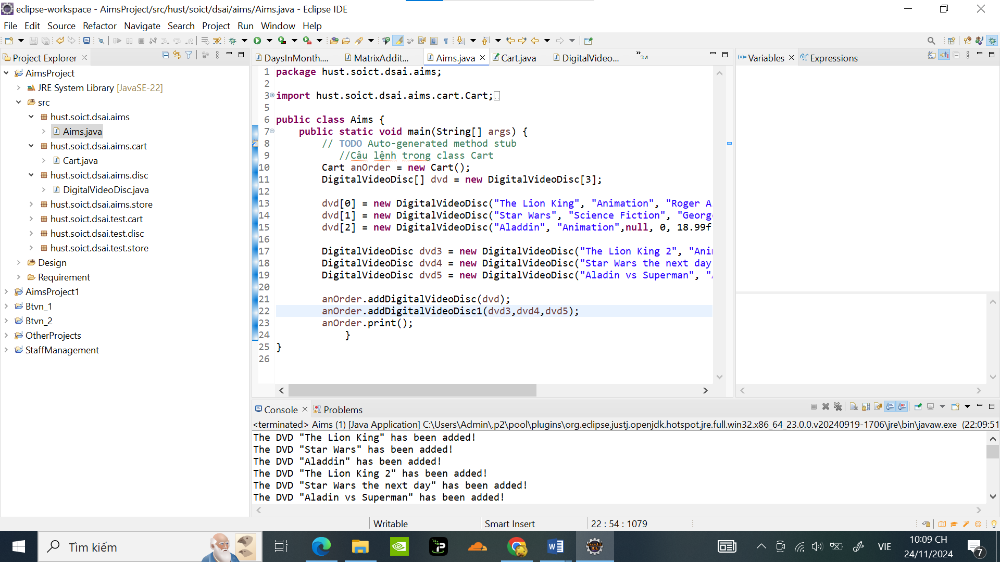 eclipse-workspace - AimsProject/src/hust/soict/dsai/aims/Aims.java - Eclipse IDE
File Edit Source Refactor Navigate Search Project Run Window Help
Project Explorer
AimsProject
JRE System Library [JavaSE-22]
src
hust.soict.dsai.aims
Aims.java
hust.soict.dsai.aims.cart
Cart.java
hust.soict.dsai.aims.disc
DigitalVideoDisc.java
hust.soict.dsai.aims.store
hust.soict.dsai.test.cart
hust.soict.dsai.test.disc
hust.soict.dsai.test.store
Design
Requirement
AimsProject1
Btvn_1
Btvn_2
OtherProjects
StaffManagement
DaysInMonth.... MatrixAddit... Aims.java Cart.java DigitalVideo... »34
1 package hust.soict.dsai.aims;
2
3 import hust.soict.dsai.aims.cart.Cart;
5
6 public class Aims {
7 public static void main(String[] args) {
8 // TODO Auto-generated method stub
9 //Câu lệnh trong class Cart
10 Cart anOrder = new Cart();
11 DigitalVideoDisc[] dvd = new DigitalVideoDisc[3];
12
13 dvd[0] = new DigitalVideoDisc("The Lion King", "Animation", "Roger A
14 dvd[1] = new DigitalVideoDisc("Star Wars", "Science Fiction", "Georg
15 dvd[2] = new DigitalVideoDisc("Aladdin", "Animation",null, 0, 18.99f
16
17 DigitalVideoDisc dvd3 = new DigitalVideoDisc("The Lion King 2", "Ani
18 DigitalVideoDisc dvd4 = new DigitalVideoDisc("Star Wars the next day
19 DigitalVideoDisc dvd5 = new DigitalVideoDisc("Aladin vs Superman", "
20
21 anOrder.addDigitalVideoDisc(dvd);
22 anOrder.addDigitalVideoDisc1(dvd3,dvd4,dvd5);
23 anOrder.print();
24 }
25 }
26
(x)= Variables Expressions
Console Problems
<terminated> Aims (1) [Java Application] C:\Users\Admin\.p2\pool\plugins\org.eclipse.justj.openjdk.hotspot.jre.full.win32.x86_64_23.0.0.v20240919-1706\jre\bin\javaw.exe (22:09:51
The DVD "The Lion King" has been added!
The DVD "Star Wars" has been added!
The DVD "Aladdin" has been added!
The DVD "The Lion King 2" has been added!
The DVD "Star Wars the next day" has been added!
The DVD "Aladin vs Superman" has been added!
Writable Smart Insert 22 : 54 : 1079
Tìm kiếm
VIE
10:09 CH
24/11/2024
7